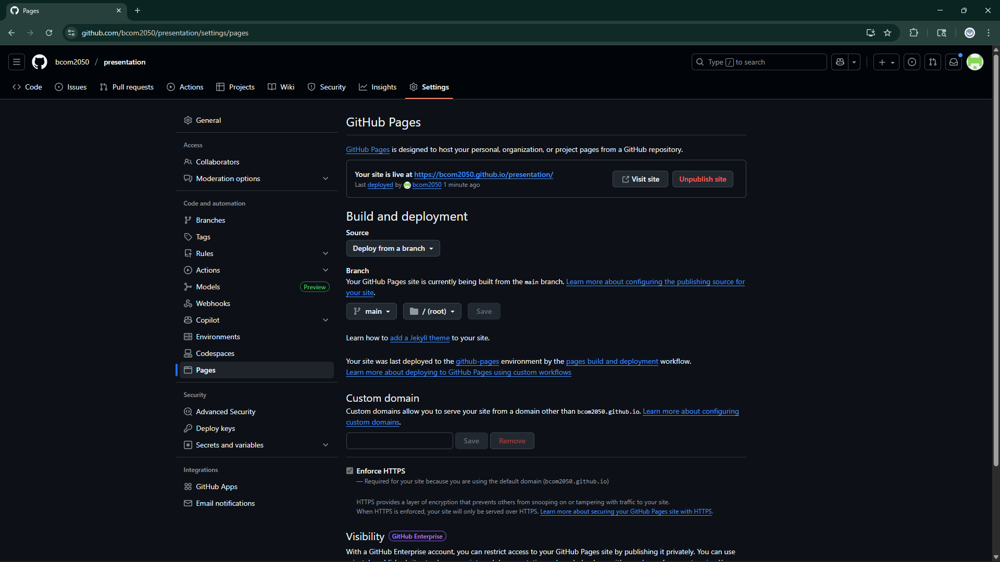 Pages
github.com/bcom2050/presentation/settings/pages
bcom2050 / presentation
Type / to search
Code Issues Pull requests Actions Projects Wiki Security Insights Settings
General
Access
Collaborators
Moderation options
Code and automation
Branches
Tags
Rules
Actions
Models Preview
Webhooks
Copilot
Environments
Codespaces
Pages
Security
Advanced Security
Deploy keys
Secrets and variables
Integrations
GitHub Apps
Email notifications
GitHub Pages
GitHub Pages is designed to host your personal, organization, or project pages from a GitHub repository.
Your site is live at https://bcom2050.github.io/presentation/
Last deployed by bcom2050 1 minute ago
Visit site Unpublish site
Build and deployment
Source
Deploy from a branch
Branch
Your GitHub Pages site is currently being built from the main branch. Learn more about configuring the publishing source for
your site.
main / (root) Save
Learn how to add a Jekyll theme to your site.
Your site was last deployed to the github-pages environment by the pages build and deployment workflow.
Learn more about deploying to GitHub Pages using custom workflows
Custom domain
Custom domains allow you to serve your site from a domain other than bcom2050.github.io. Learn more about configuring
custom domains.
Save Remove
Enforce HTTPS
— Required for your site because you are using the default domain (bcom2050.github.io)
HTTPS provides a layer of encryption that prevents others from snooping on or tampering with traffic to your site.
When HTTPS is enforced, your site will only be served over HTTPS. Learn more about securing your GitHub Pages site with HTTPS.
Visibility GitHub Enterprise
With a GitHub Enterprise account, you can restrict access to your GitHub Pages site by publishing it privately. You can use